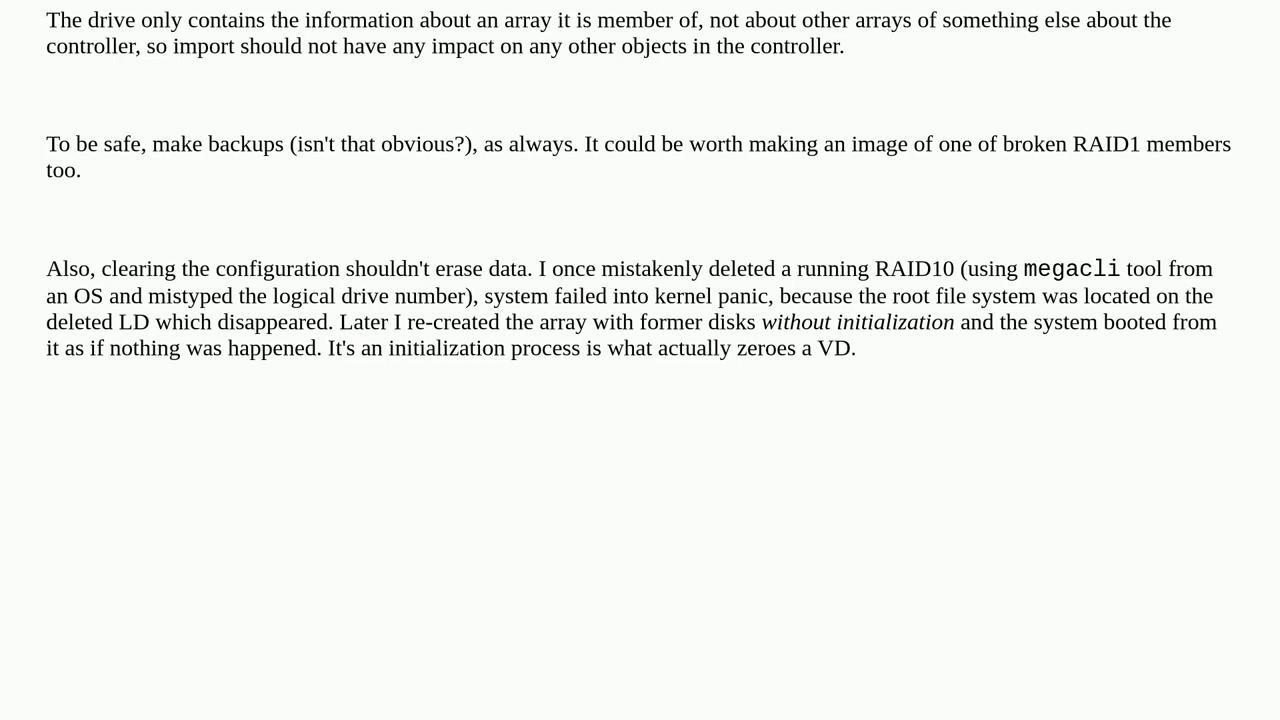 The drive only contains the information about an array it is member of, not about other arrays of something else about the
controller, so import should not have any impact on any other objects in the controller.
To be safe, make backups (isn't that obvious?), as always. It could be worth making an image of one of broken RAID1 members
too.
Also, clearing the configuration shouldn't erase data. I once mistakenly deleted a running RAID10 (using megacli tool from
an OS and mistyped the logical drive number), system failed into kernel panic, because the root file system was located on the
deleted LD which disappeared. Later I re-created the array with former disks without initialization and the system booted from
it as if nothing was happened. It's an initialization process is what actually zeroes a VD.